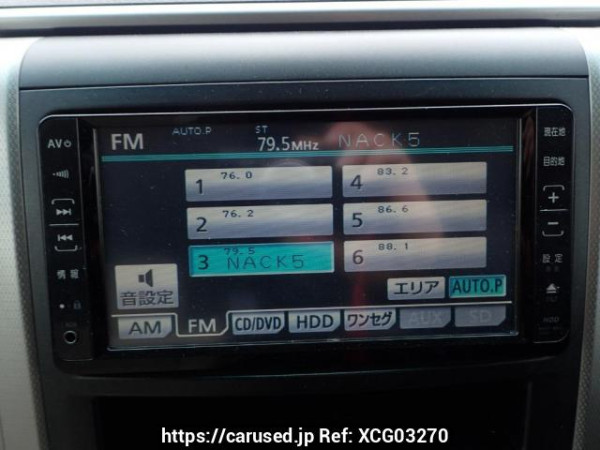 AV
FM AUTO.P ST 79.5MHz NACK5
現在地
目的地
1 76.0
4 83.2
2 76.2
5 86.6
3 79.5 NACK5
6 88.1
+
−
情報
設定
音設定
エリア AUTO.P
AM FM CD/DVD HDD ワンセグ AUX SD
https://carused.jp Ref: XCG03270